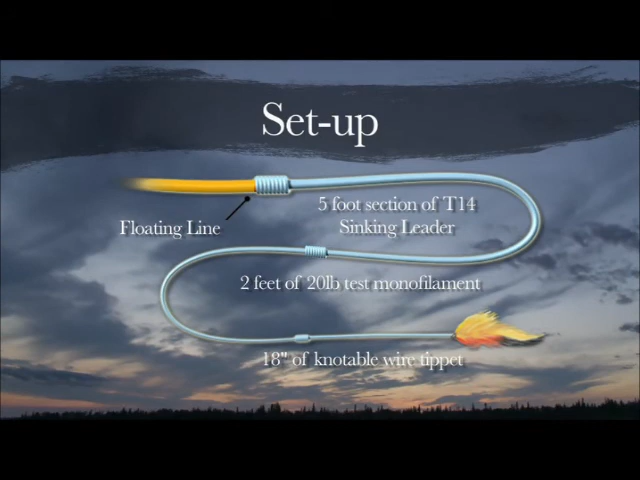 Set-up
5 foot section of T14
Sinking Leader
Floating Line
2 feet of 20lb test monofilament
18" of knotable wire tippet